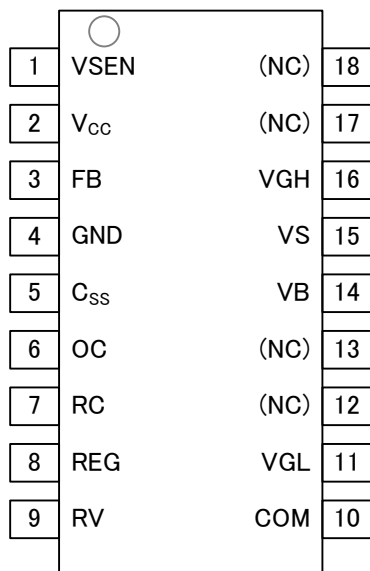 1 VSEN (NC) 18
2 VCC (NC) 17
3 FB VGH 16
4 GND VS 15
5 CSS VB 14
6 OC (NC) 13
7 RC (NC) 12
8 REG VGL 11
9 RV COM 10